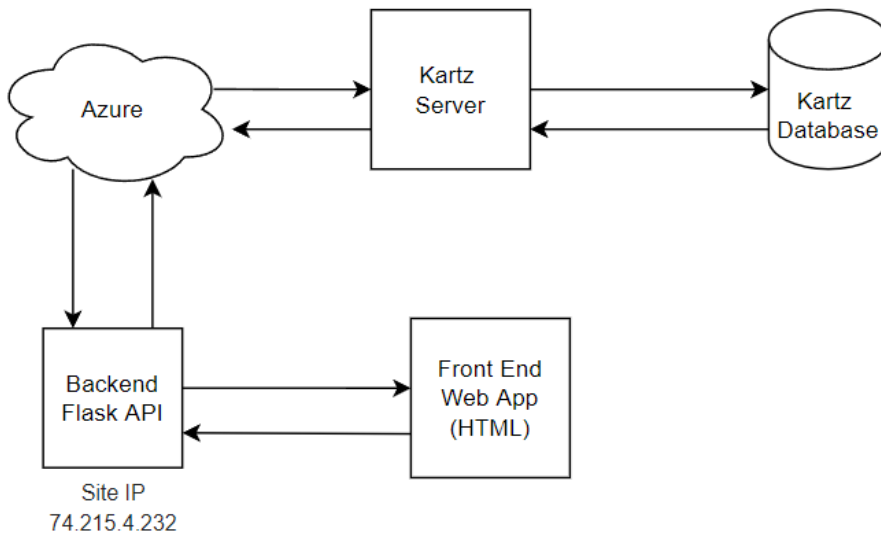 Azure
Kartz
Server
Kartz
Database
Backend
Flask API
Front End
Web App
(HTML)
Site IP
74.215.4.232